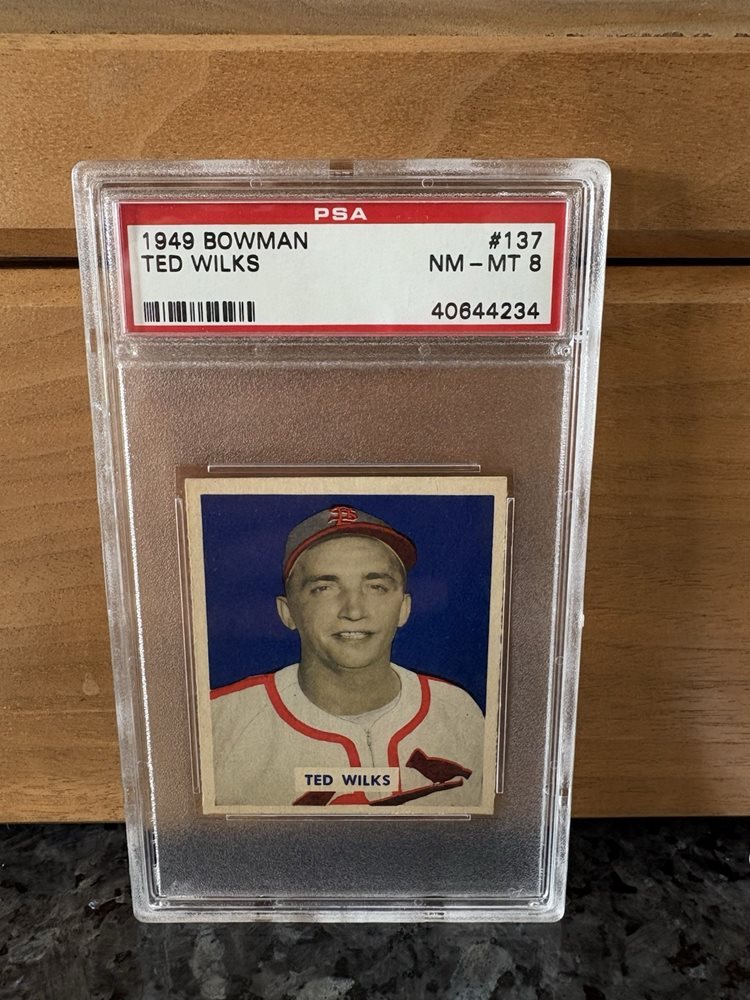 PSA
1949 BOWMAN #137
TED WILKS NM - MT 8
40644234
TED WILKS